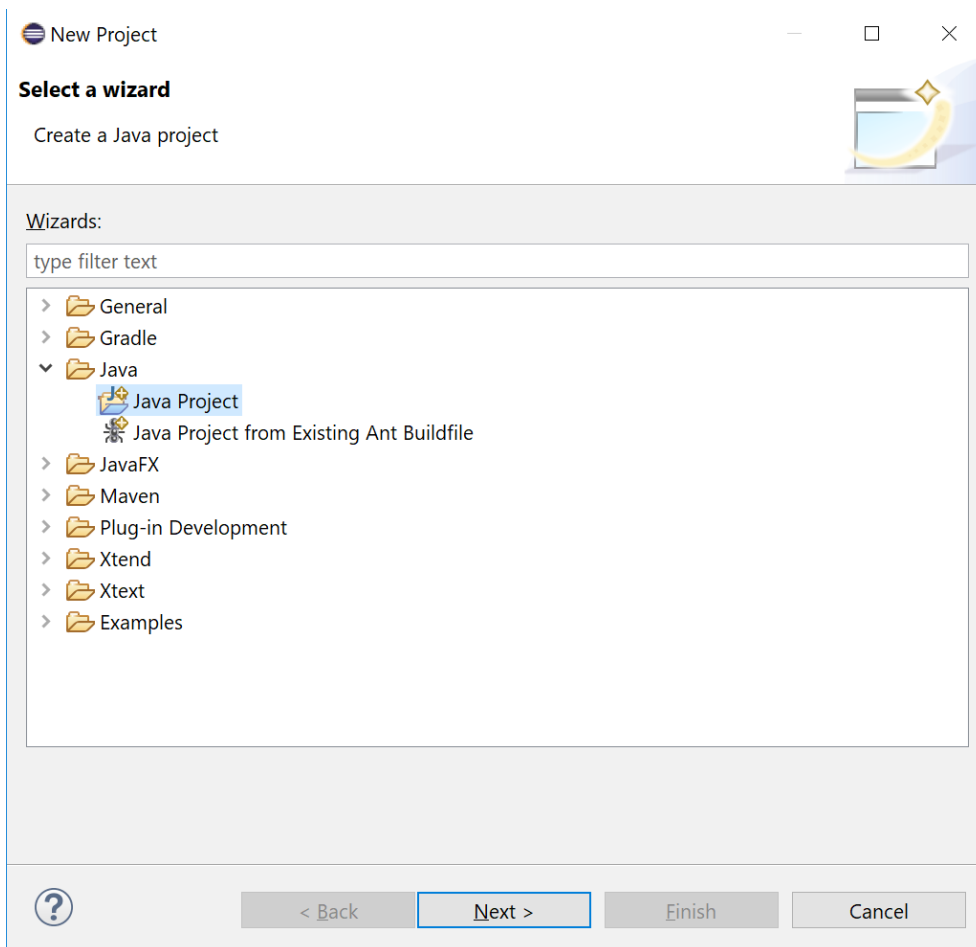 New Project
Select a wizard
Create a Java project
Wizards:
type filter text
General
Gradle
Java
Java Project
Java Project from Existing Ant Buildfile
JavaFX
Maven
Plug-in Development
Xtend
Xtext
Examples
? < Back Next > Finish Cancel